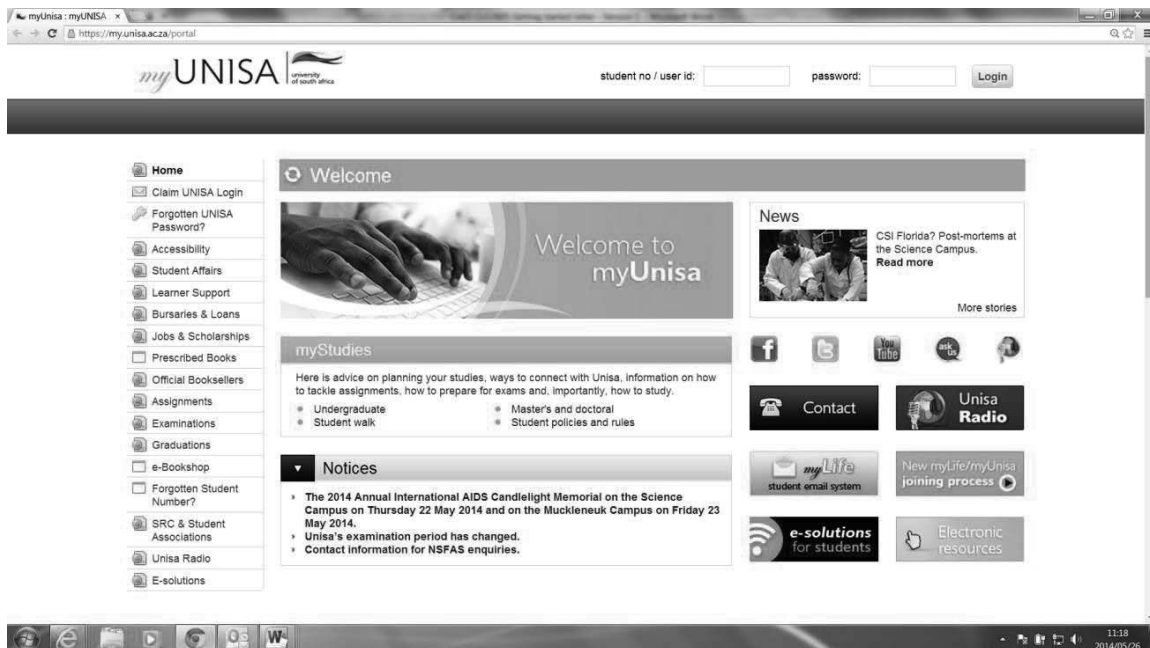 myUnisa : myUNISA
https://my.unisa.ac.za/portal
myUNISA
university
of south africa
student no / user id:
password:
Login
Home
Claim UNISA Login
Forgotten UNISA
Password?
Accessibility
Student Affairs
Learner Support
Bursaries & Loans
Jobs & Scholarships
Prescribed Books
Official Booksellers
Assignments
Examinations
Graduations
e-Bookshop
Forgotten Student
Number?
SRC & Student
Associations
Unisa Radio
E-solutions
Welcome
Welcome to
myUnisa
myStudies
Here is advice on planning your studies, ways to connect with Unisa, information on how
to tackle assignments, how to prepare for exams and, importantly, how to study.
Undergraduate
Student walk
Master's and doctoral
Student policies and rules
Notices
The 2014 Annual International AIDS Candlelight Memorial on the Science
Campus on Thursday 22 May 2014 and on the Muckleneuk Campus on Friday 23
May 2014.
Unisa's examination period has changed.
Contact information for NSFAS enquiries.
News
CSI Florida? Post-mortems at
the Science Campus.
Read more
More stories
f
You
Tube
ask
us
Contact
Unisa
Radio
myLife
student email system
New myLife/myUnisa
joining process
e-solutions
for students
Electronic
resources
11:18
2014/05/26